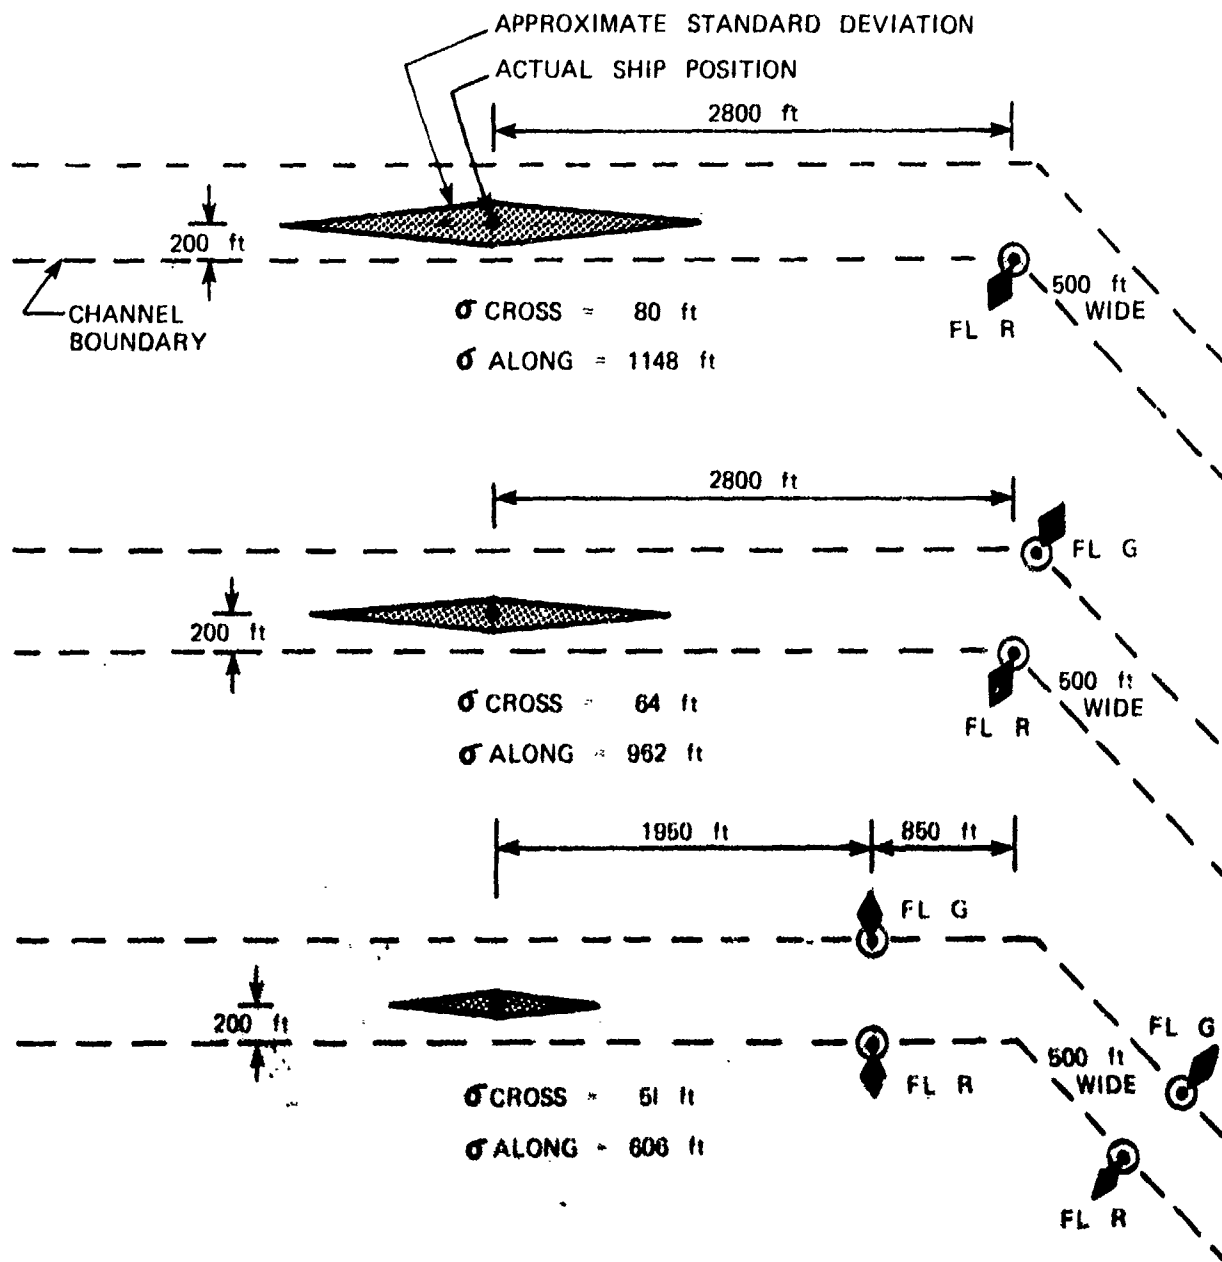 APPROXIMATE STANDARD DEVIATION
ACTUAL SHIP POSITION
2800 ft
200 ft
CHANNEL
BOUNDARY
σ CROSS = 80 ft
σ ALONG = 1148 ft
500 ft
WIDE
FL R
2800 ft
FL G
200 ft
σ CROSS = 64 ft
σ ALONG = 962 ft
500 ft
WIDE
FL R
1950 ft
850 ft
FL G
200 ft
FL R
FL G
500 ft
WIDE
σ CROSS = 51 ft
σ ALONG = 606 ft
FL R